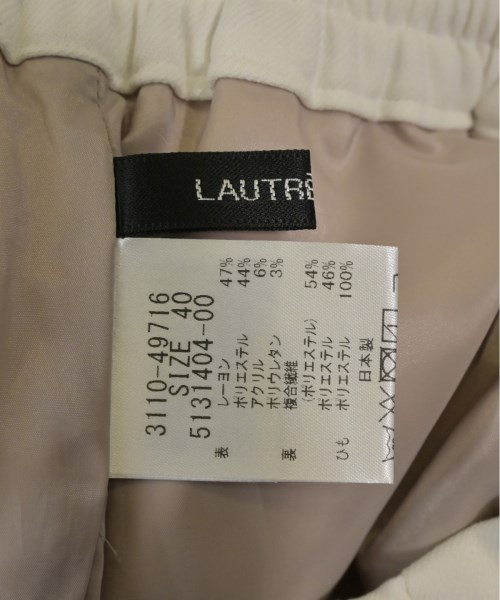 LAUTRÊ
3110-49716
SIZE 40
5131404-00
表 レーヨン 47%
ポリエステル 44%
アクリル 6%
ポリウレタン 3%
裏 複合繊維
(ポリエステル) 54%
ポリエステル 46%
ひも ポリエステル 100%
日本製